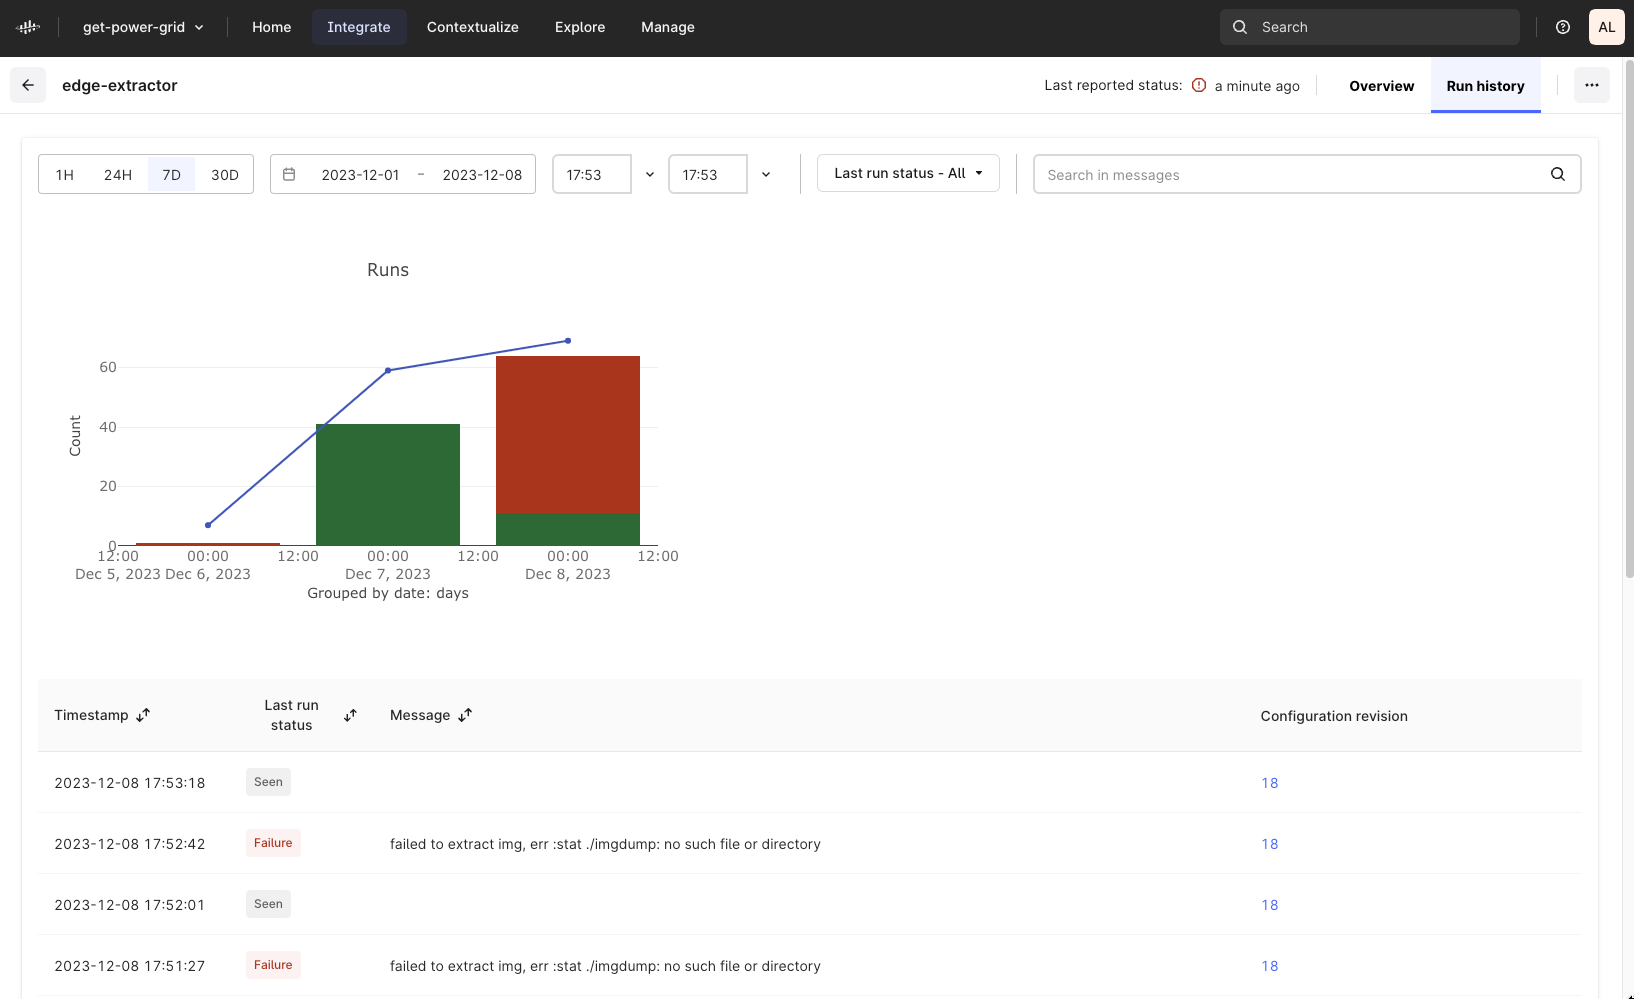 get-power-grid
Home
Integrate
Contextualize
Explore
Manage
Search
AL
edge-extractor
Last reported status:
a minute ago
Overview
Run history
1H
24H
7D
30D
2023-12-01
–
2023-12-08
17:53
17:53
Last run status - All
Search in messages
Runs
60
40
20
0
Count
12:00
00:00
12:00
00:00
12:00
00:00
12:00
Dec 5, 2023
Dec 6, 2023
Dec 7, 2023
Dec 8, 2023
Grouped by date: days
Timestamp
Last run
status
Message
Configuration revision
2023-12-08 17:53:18
Seen
18
2023-12-08 17:52:42
Failure
failed to extract img, err :stat ./imgdump: no such file or directory
18
2023-12-08 17:52:01
Seen
18
2023-12-08 17:51:27
Failure
failed to extract img, err :stat ./imgdump: no such file or directory
18